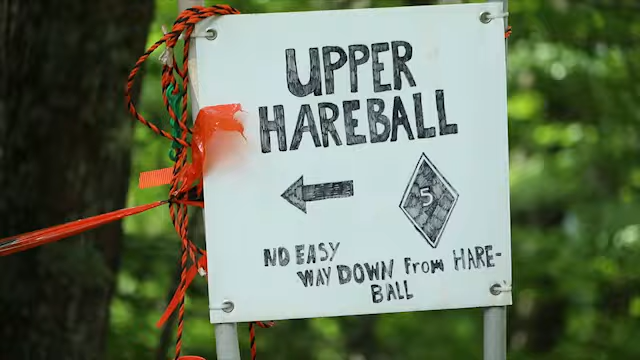 UPPER
HAREBALL
5
NO EASY
WAY DOWN From HARE-
BALL